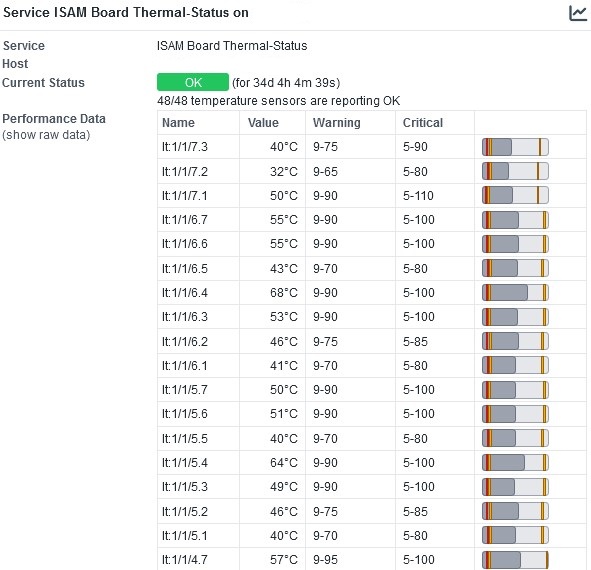 Service ISAM Board Thermal-Status on
Service ISAM Board Thermal-Status
Host
Current Status OK (for 34d 4h 4m 39s)
48/48 temperature sensors are reporting OK
Performance Data
(show raw data)
Name Value Warning Critical
lt:1/1/7.3 40°C 9-75 5-90
lt:1/1/7.2 32°C 9-65 5-80
lt:1/1/7.1 50°C 9-90 5-110
lt:1/1/6.7 55°C 9-90 5-100
lt:1/1/6.6 55°C 9-90 5-100
lt:1/1/6.5 43°C 9-70 5-80
lt:1/1/6.4 68°C 9-90 5-100
lt:1/1/6.3 53°C 9-90 5-100
lt:1/1/6.2 46°C 9-75 5-85
lt:1/1/6.1 41°C 9-70 5-80
lt:1/1/5.7 50°C 9-90 5-100
lt:1/1/5.6 51°C 9-90 5-100
lt:1/1/5.5 40°C 9-70 5-80
lt:1/1/5.4 64°C 9-90 5-100
lt:1/1/5.3 49°C 9-90 5-100
lt:1/1/5.2 46°C 9-75 5-85
lt:1/1/5.1 40°C 9-70 5-80
lt:1/1/4.7 57°C 9-95 5-100